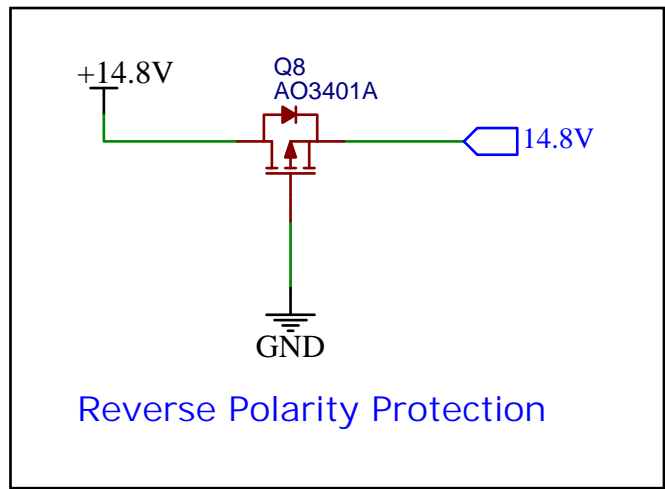 +14.8V
Q8
AO3401A
14.8V
GND
Reverse Polarity Protection